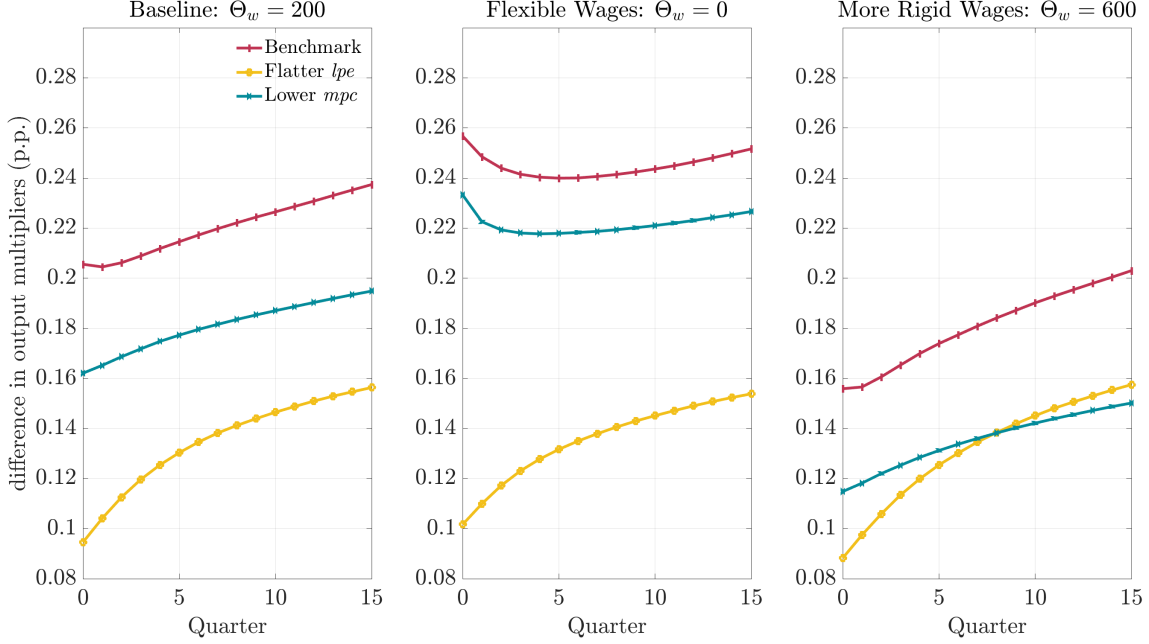 Baseline: Θw = 200
Flexible Wages: Θw = 0
More Rigid Wages: Θw = 600
difference in output multipliers (p.p.)
Benchmark
Flatter lpe
Lower mpc
0.28
0.26
0.24
0.22
0.2
0.18
0.16
0.14
0.12
0.1
0.08
0 5 10 15
Quarter
0.28
0.26
0.24
0.22
0.2
0.18
0.16
0.14
0.12
0.1
0.08
0 5 10 15
Quarter
0.28
0.26
0.24
0.22
0.2
0.18
0.16
0.14
0.12
0.1
0.08
0 5 10 15
Quarter